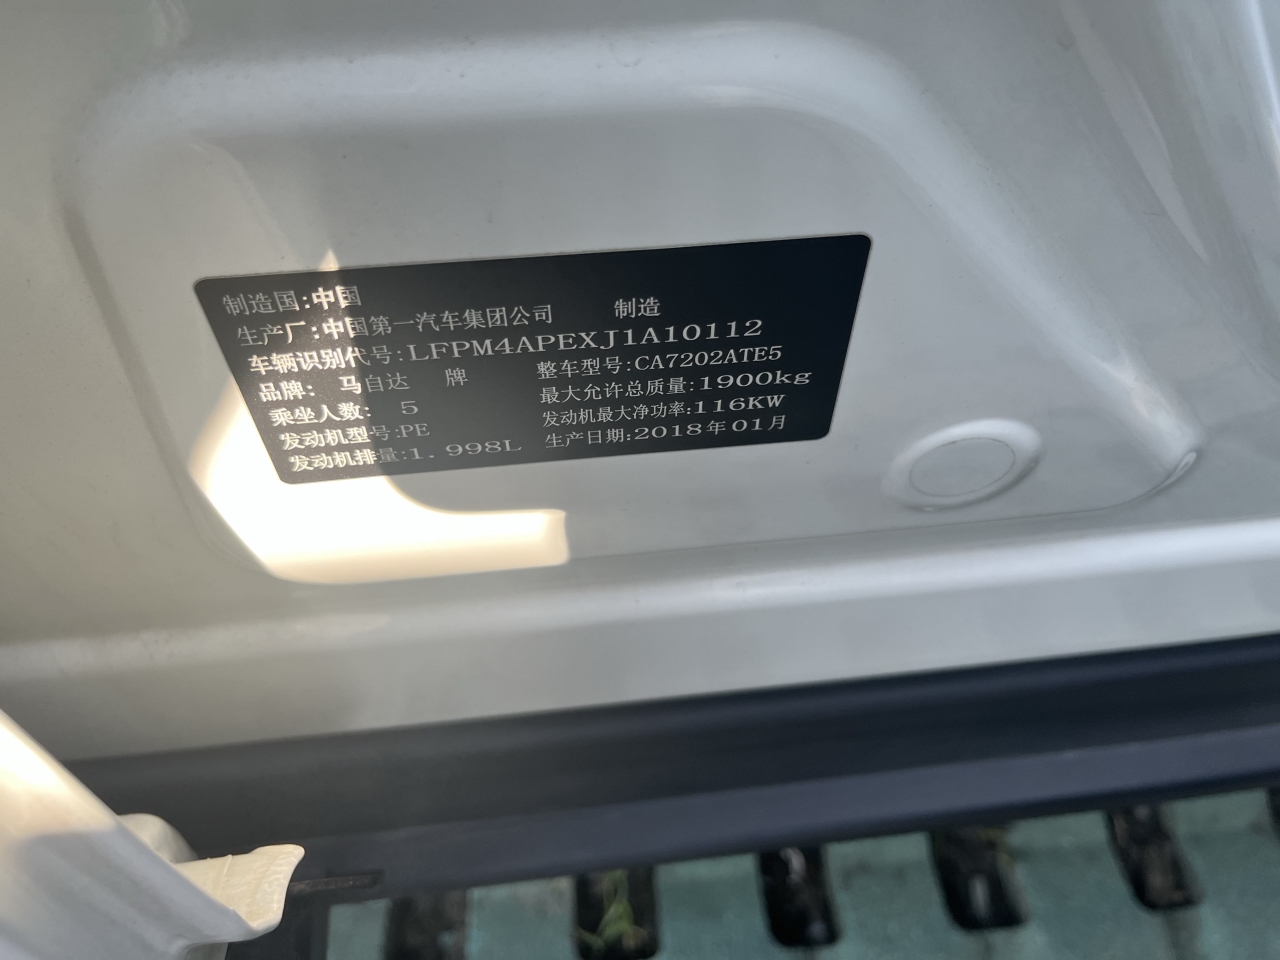 制造国:中国
生产厂:中国第一汽车集团公司 制造
车辆识别代号:LFPM4APEXJ1A10112
品牌: 马自达 牌 整车型号:CA7202ATE5
乘坐人数: 5 最大允许总质量:1900kg
发动机型号:PE 发动机最大净功率:116KW
发动机排量:1.998L 生产日期:2018年01月